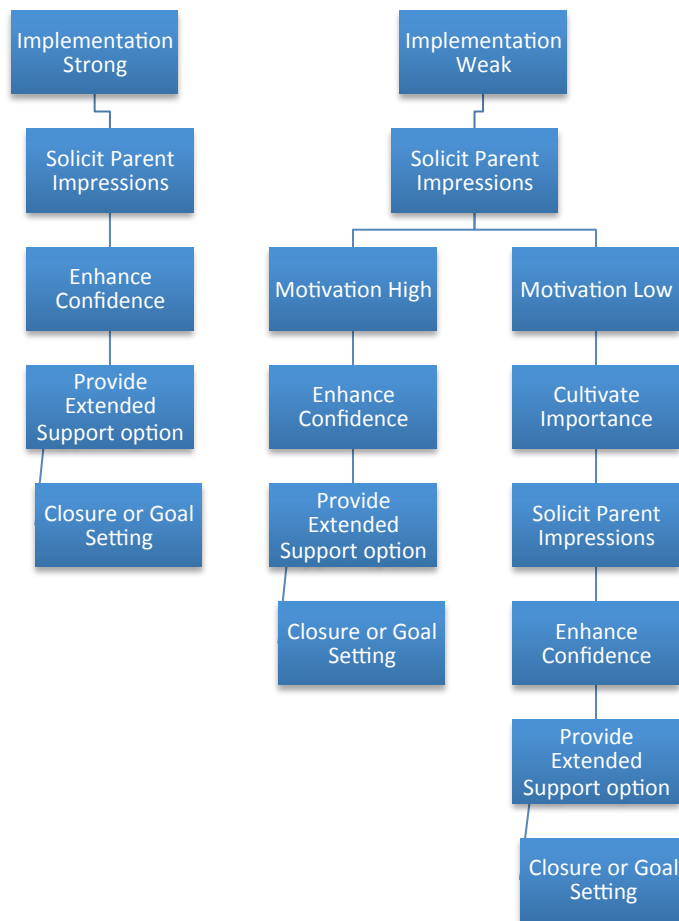 Implementation
Strong
Solicit Parent
Impressions
Enhance
Confidence
Provide
Extended
Support option
Closure or Goal
Setting
Implementation
Weak
Solicit Parent
Impressions
Motivation High
Enhance
Confidence
Provide
Extended
Support option
Closure or Goal
Setting
Motivation Low
Cultivate
Importance
Solicit Parent
Impressions
Enhance
Confidence
Provide
Extended
Support option
Closure or Goal
Setting